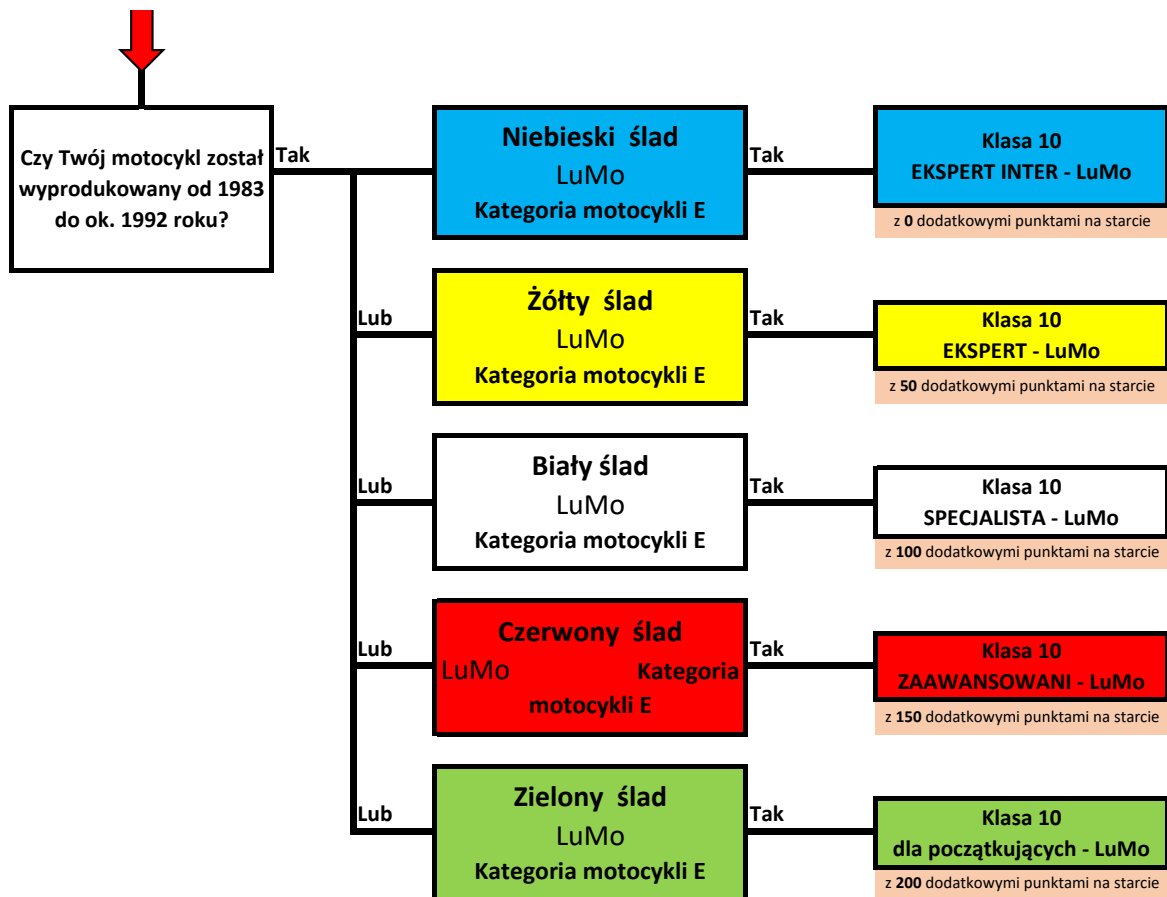 Czy Twój motocykl został
wyprodukowany od 1983
do ok. 1992 roku?
Tak
Niebieski ślad
LuMo
Kategoria motocykli E
Tak
Klasa 10
EKSPERT INTER - LuMo
z 0 dodatkowymi punktami na starcie
Lub
Żółty ślad
LuMo
Kategoria motocykli E
Tak
Klasa 10
EKSPERT - LuMo
z 50 dodatkowymi punktami na starcie
Lub
Biały ślad
LuMo
Kategoria motocykli E
Tak
Klasa 10
SPECJALISTA - LuMo
z 100 dodatkowymi punktami na starcie
Lub
Czerwony ślad
LuMo Kategoria
motocykli E
Tak
Klasa 10
ZAAWANSOWANI - LuMo
z 150 dodatkowymi punktami na starcie
Lub
Zielony ślad
LuMo
Kategoria motocykli E
Tak
Klasa 10
dla początkujących - LuMo
z 200 dodatkowymi punktami na starcie